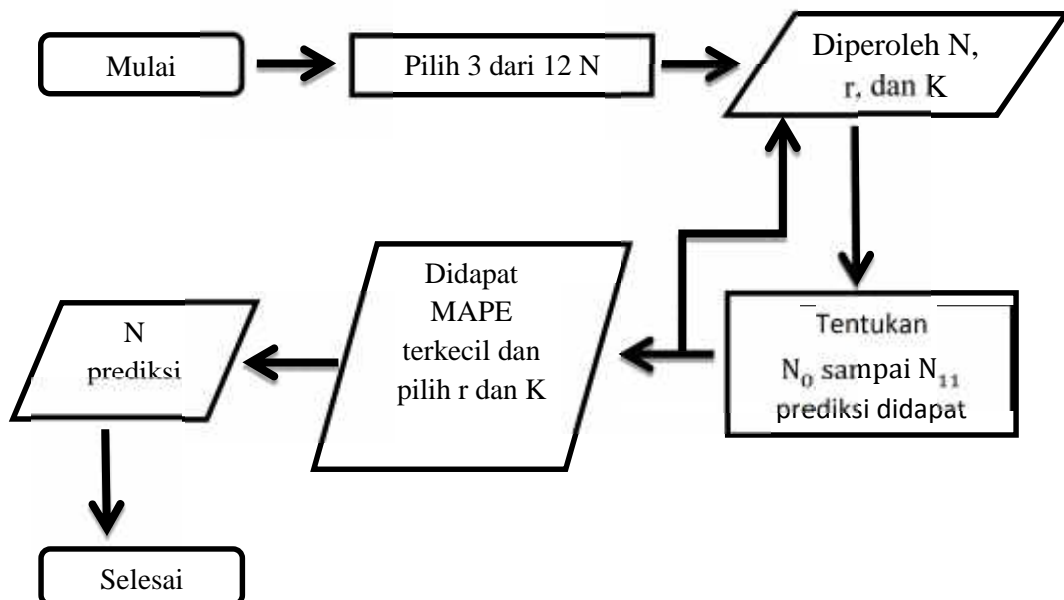 Mulai
Pilih 3 dari 12 N
Diperoleh N,
r, dan K
Didapat
MAPE
terkecil dan
pilih r dan K
N
prediksi
Tentukan
N₀ sampai N₁₁
prediksi didapat
Selesai